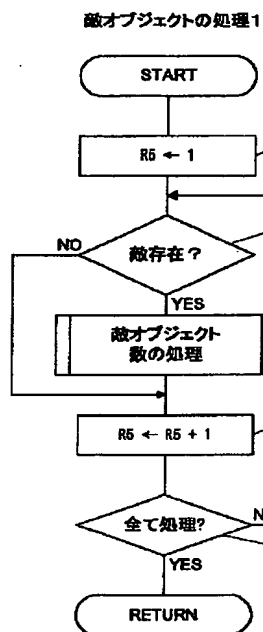 敵オブジェクトの処理1
START
R5 ← 1
敵存在？
NO
YES
敵オブジェクト
数の処理
R5 ← R5 + 1
全て処理?
N
YES
RETURN